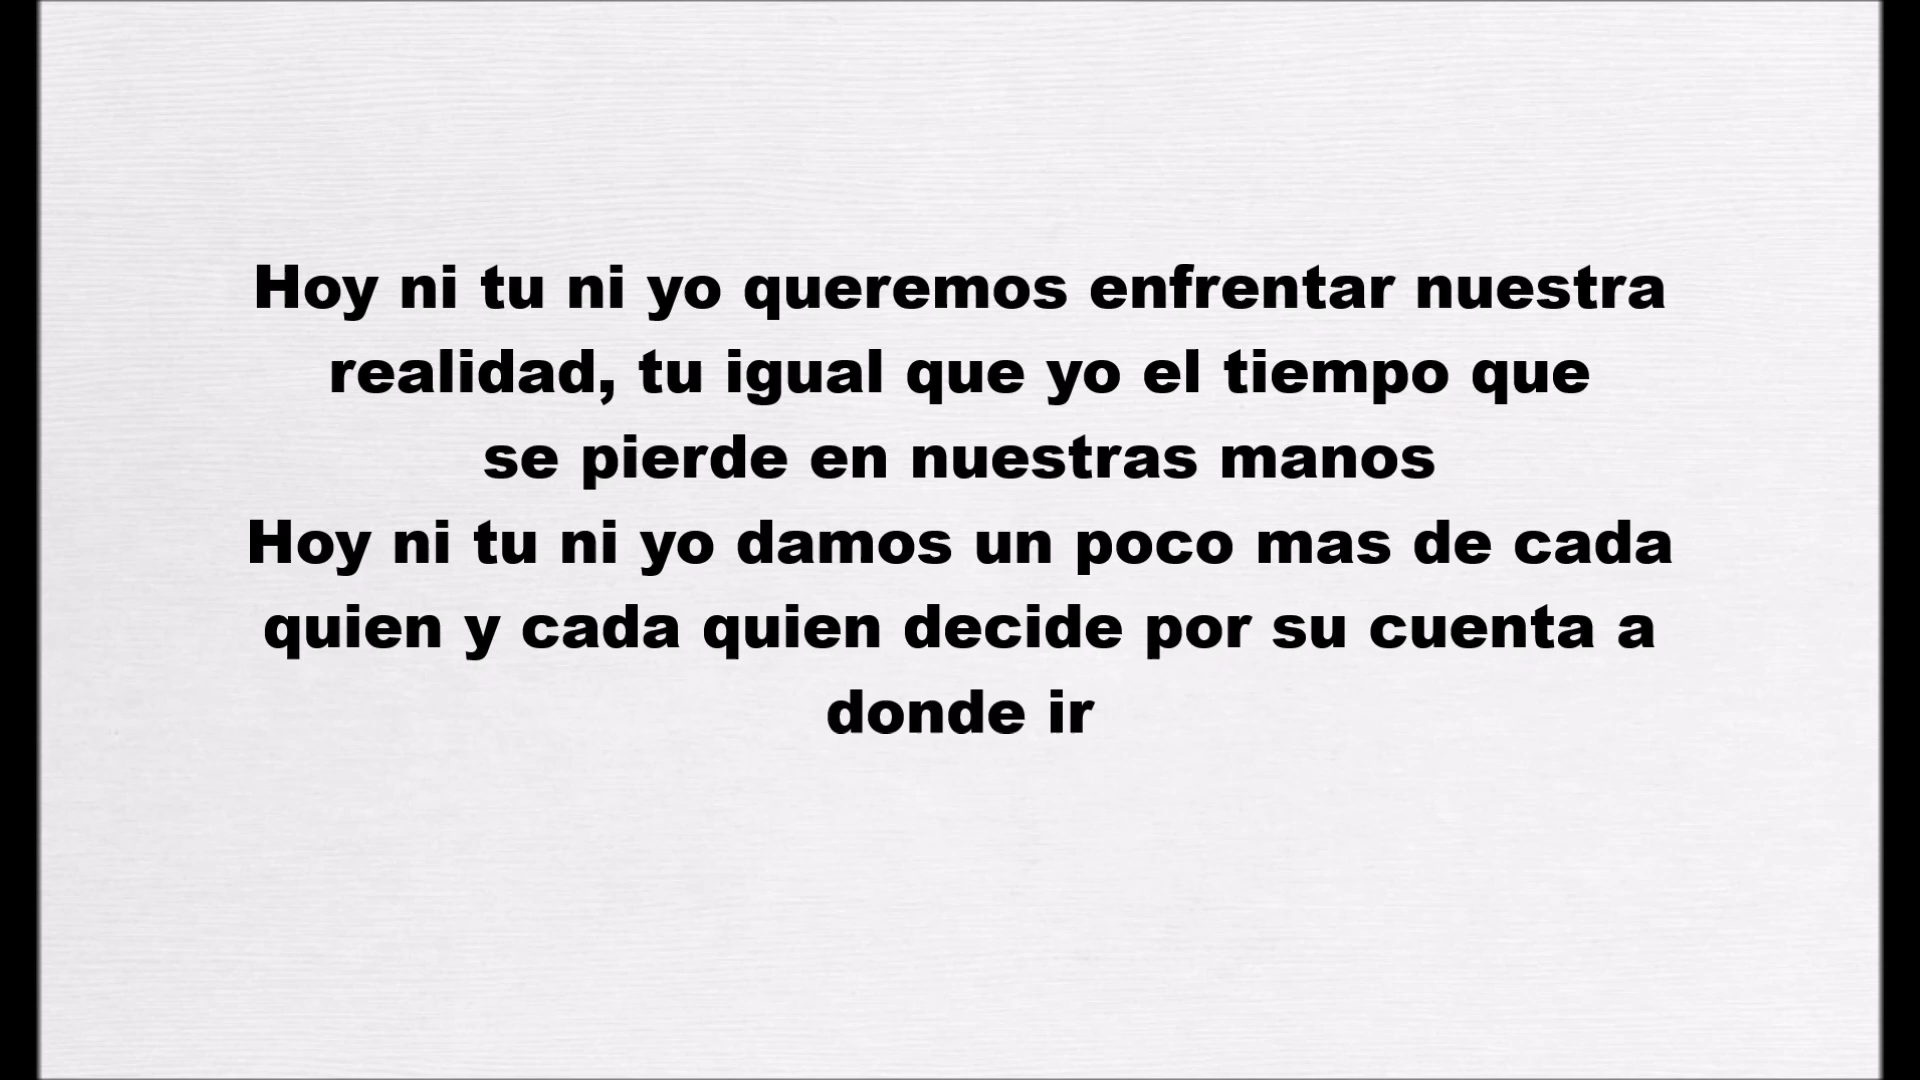 Hoy ni tu ni yo queremos enfrentar nuestra
realidad, tu igual que yo el tiempo que
se pierde en nuestras manos
Hoy ni tu ni yo damos un poco mas de cada
quien y cada quien decide por su cuenta a
donde ir